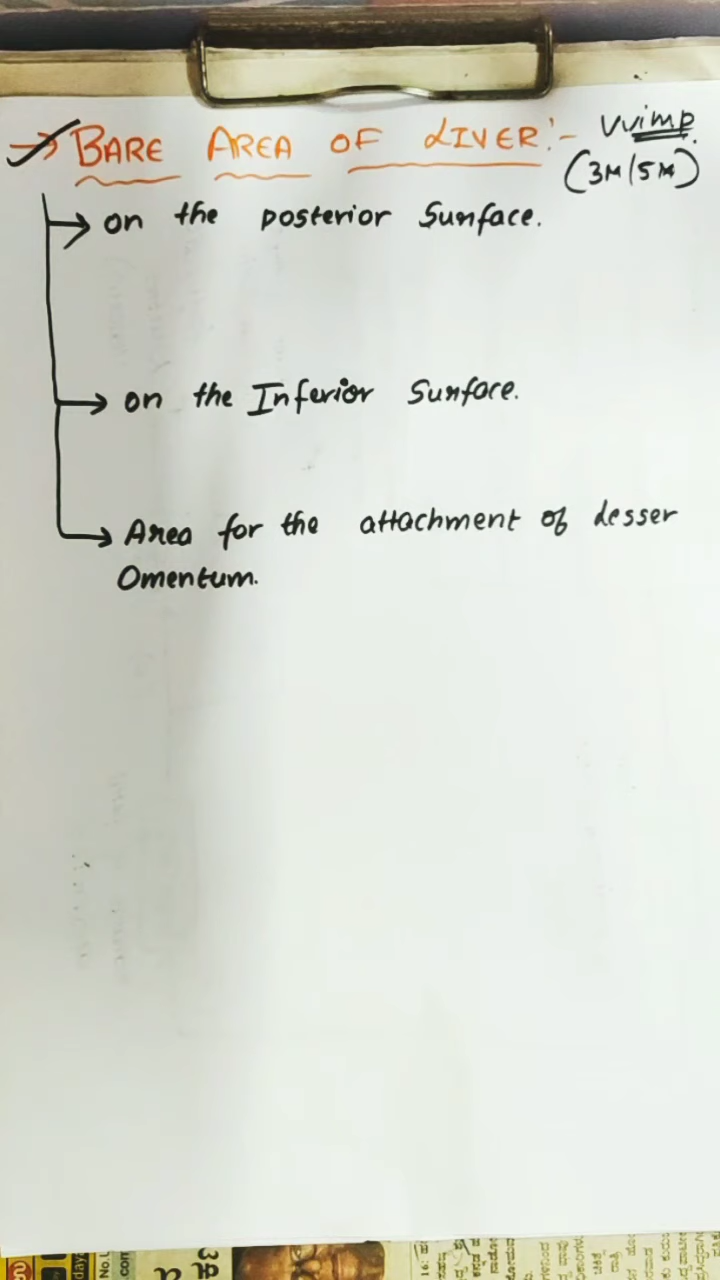 → BARE AREA OF LIVER:- VVimp.
(3M/5M)
→ on the posterior Surface.
→ on the Inferior Surface.
→ Area for the attachment of Lesser
Omentum.